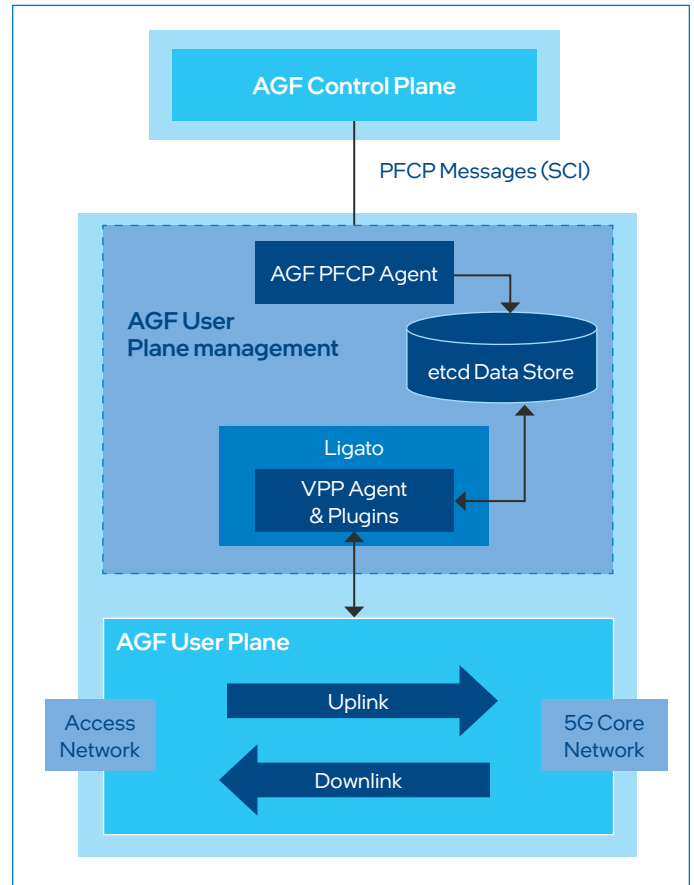 AGF Control Plane
PFCP Messages (SCI)
AGF PFCP Agent
AGF User
Plane management
etcd Data Store
Ligato
VPP Agent
& Plugins
AGF User Plane
Uplink
Access
Network
5G Core
Network
Downlink